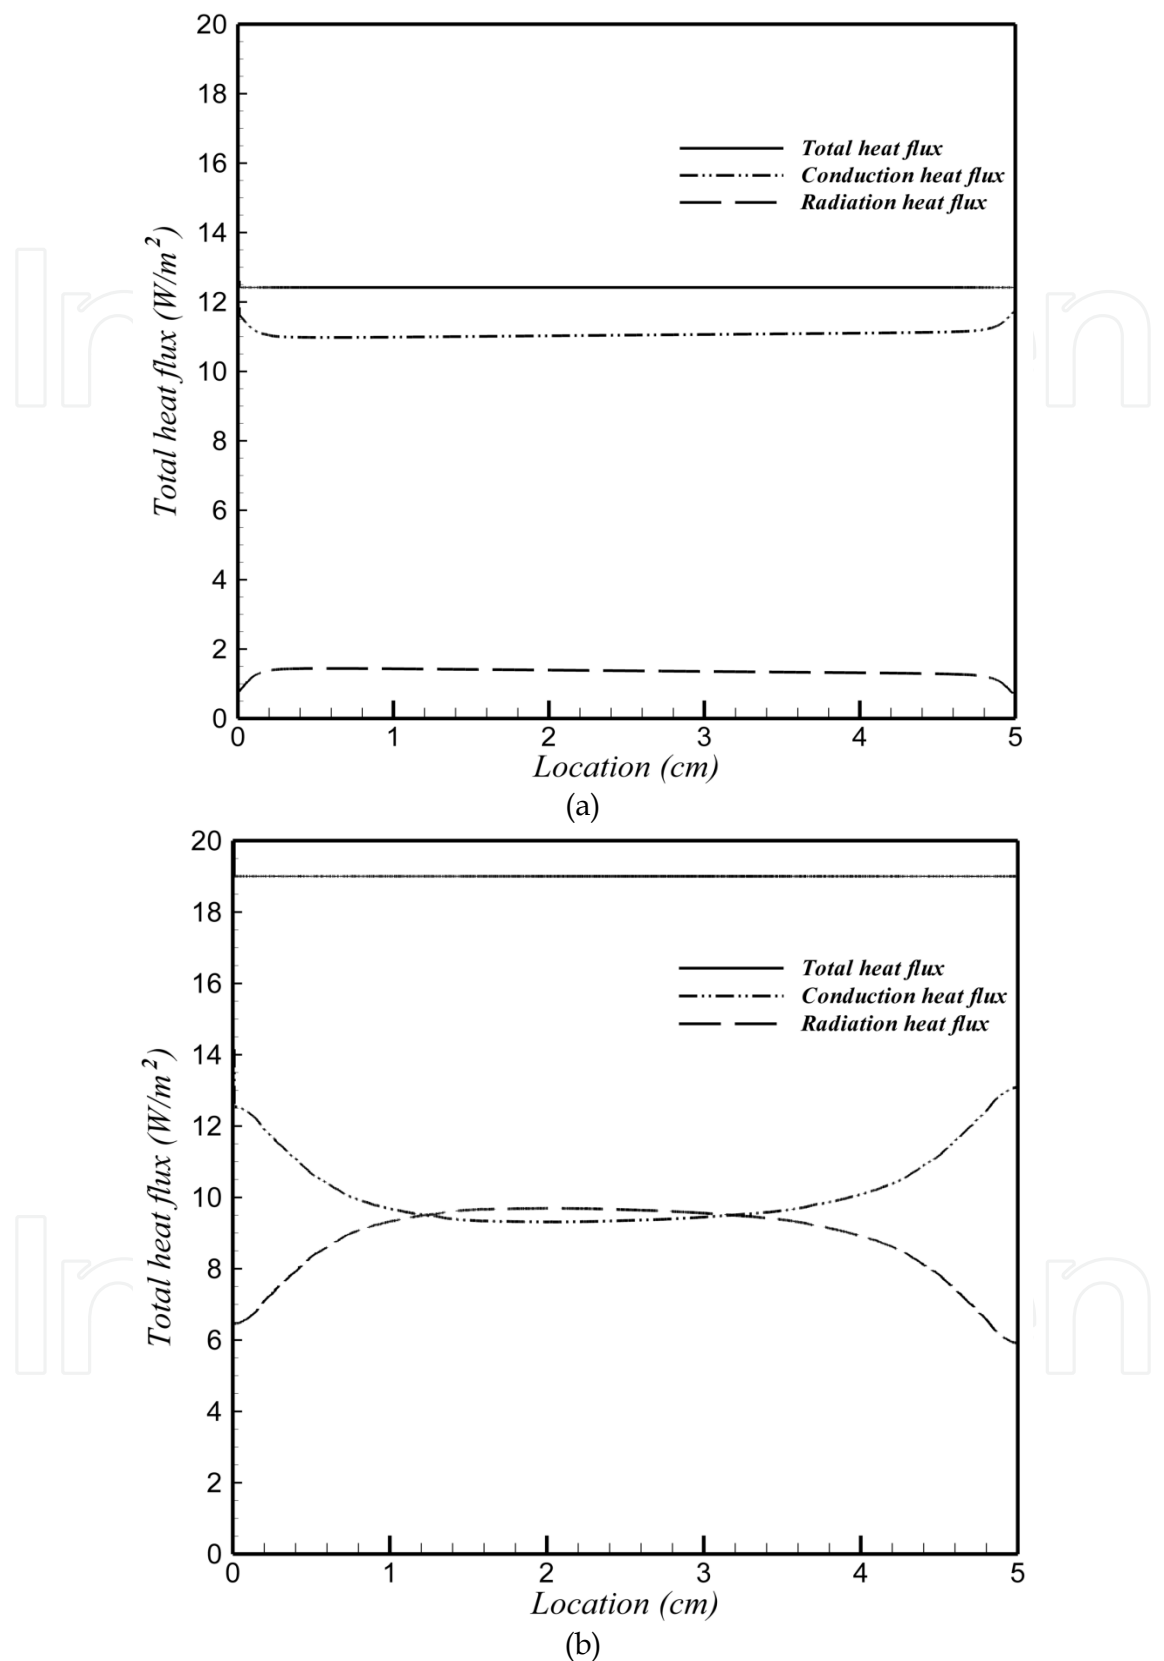 20
18
16
14
12
10
8
6
4
2
0
Total heat flux (W/m²)
Total heat flux
Conduction heat flux
Radiation heat flux
0 1 2 3 4 5
Location (cm)
(a)
20
18
16
14
12
10
8
6
4
2
0
Total heat flux (W/m²)
Total heat flux
Conduction heat flux
Radiation heat flux
0 1 2 3 4 5
Location (cm)
(b)